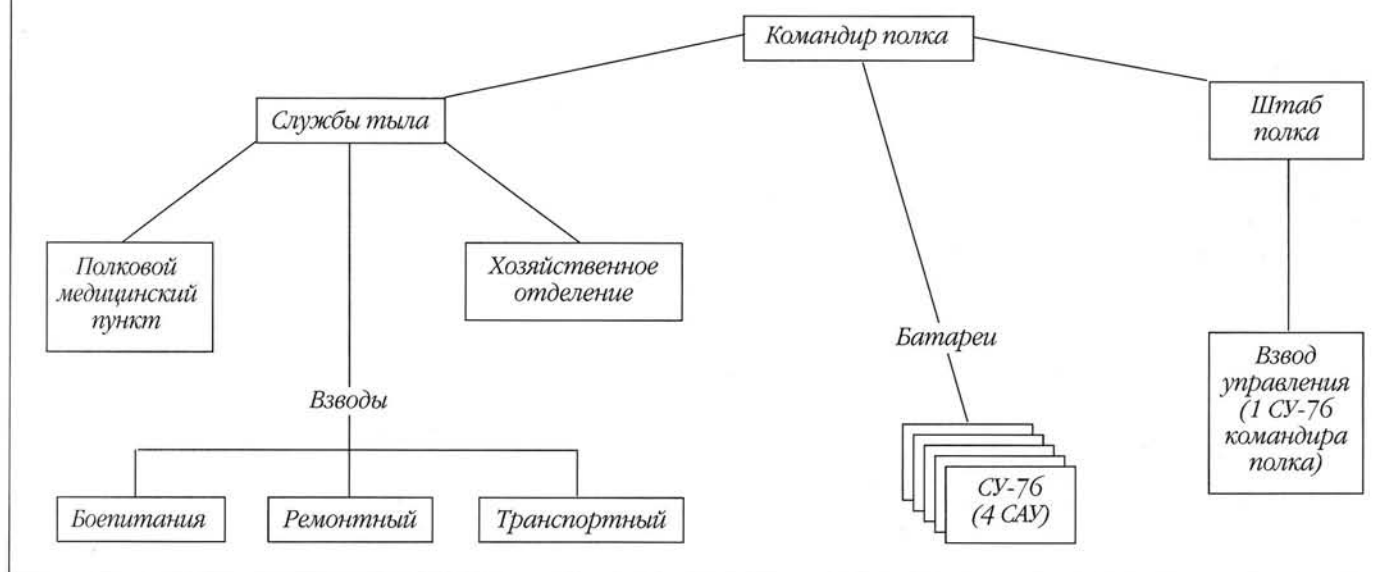 Командир полка
Службы тыла
Штаб
полка
Полковой
медицинский
пункт
Хозяйственное
отделение
Батареи
Взвод
управления
(1 СУ-76
командира
полка)
Взводы
СУ-76
(4 САУ)
Боепитания
Ремонтный
Транспортный